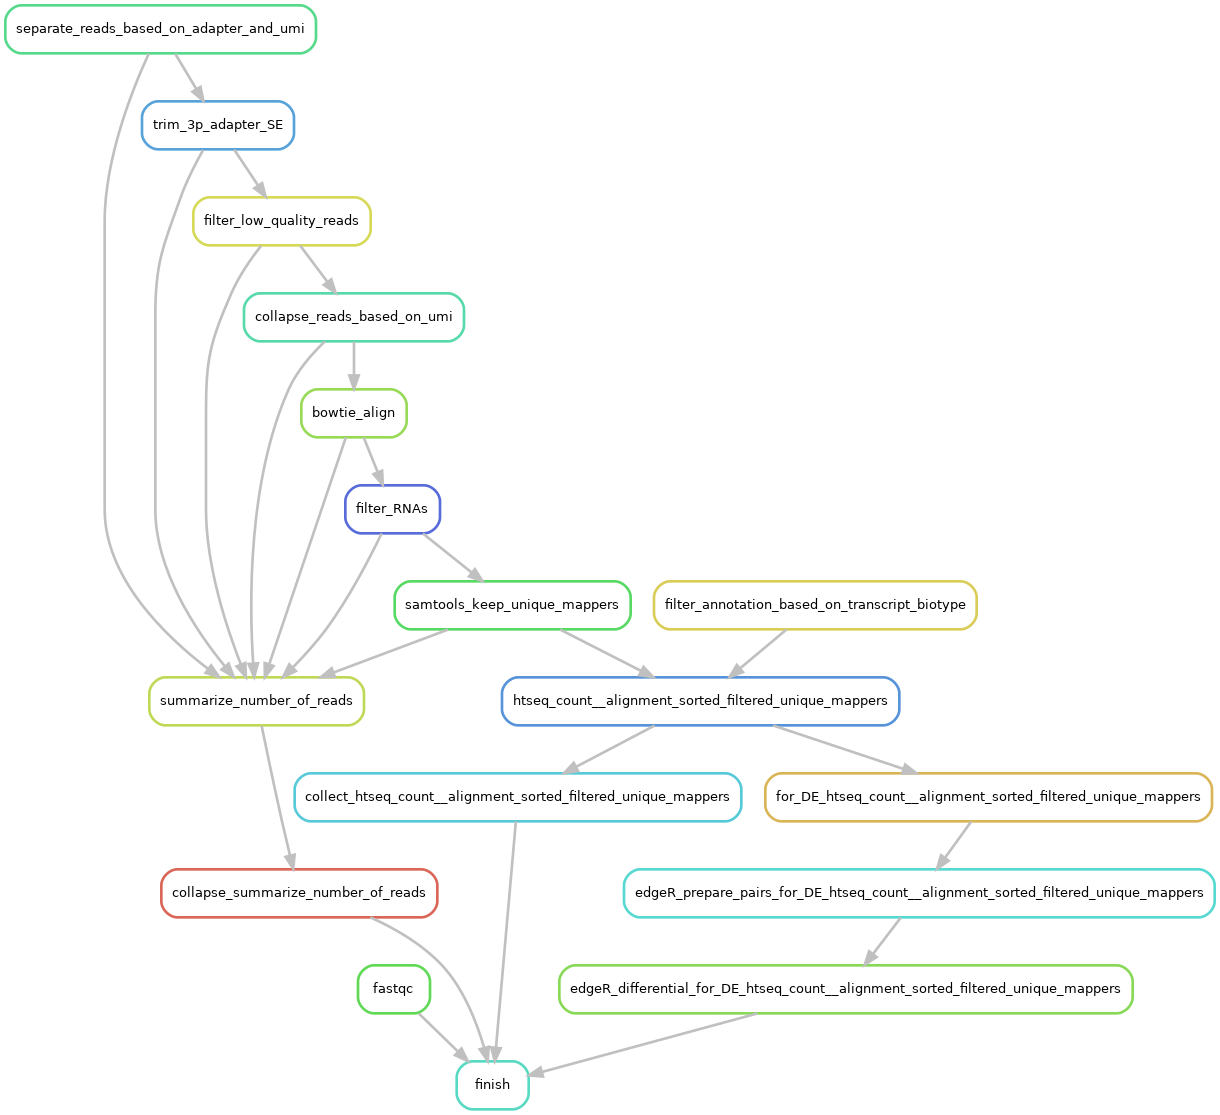 separate_reads_based_on_adapter_and_umi
trim_3p_adapter_SE
filter_low_quality_reads
collapse_reads_based_on_umi
bowtie_align
filter_RNAs
samtools_keep_unique_mappers
filter_annotation_based_on_transcript_biotype
summarize_number_of_reads
htseq_count__alignment_sorted_filtered_unique_mappers
collect_htseq_count__alignment_sorted_filtered_unique_mappers
for_DE_htseq_count__alignment_sorted_filtered_unique_mappers
collapse_summarize_number_of_reads
edgeR_prepare_pairs_for_DE_htseq_count__alignment_sorted_filtered_unique_mappers
fastqc
edgeR_differential_for_DE_htseq_count__alignment_sorted_filtered_unique_mappers
finish